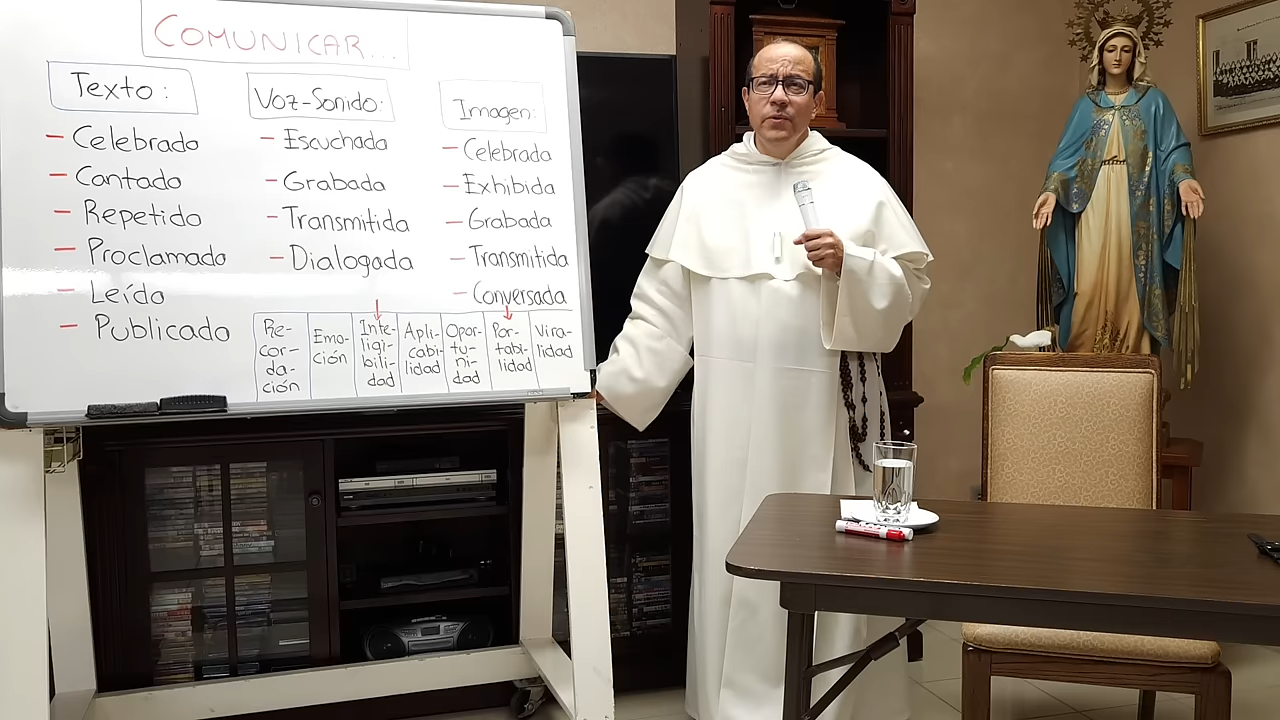 COMUNICAR...
Texto:
- Celebrado
- Cantado
- Repetido
- Proclamado
- Leído
- Publicado
Voz-Sonido:
- Escuchada
- Grabada
- Transmitida
- Dialogada
Imagen:
- Celebrada
- Exhibida
- Grabada
- Transmitida
- Conversada
Re-
cor-
da-
ción
Emo-
ción
Inte-
ligi-
bili-
dad
Apli-
cabi-
lidad
Opor-
tu-
ni-
dad
Por-
tabi-
lidad
Vira-
lidad